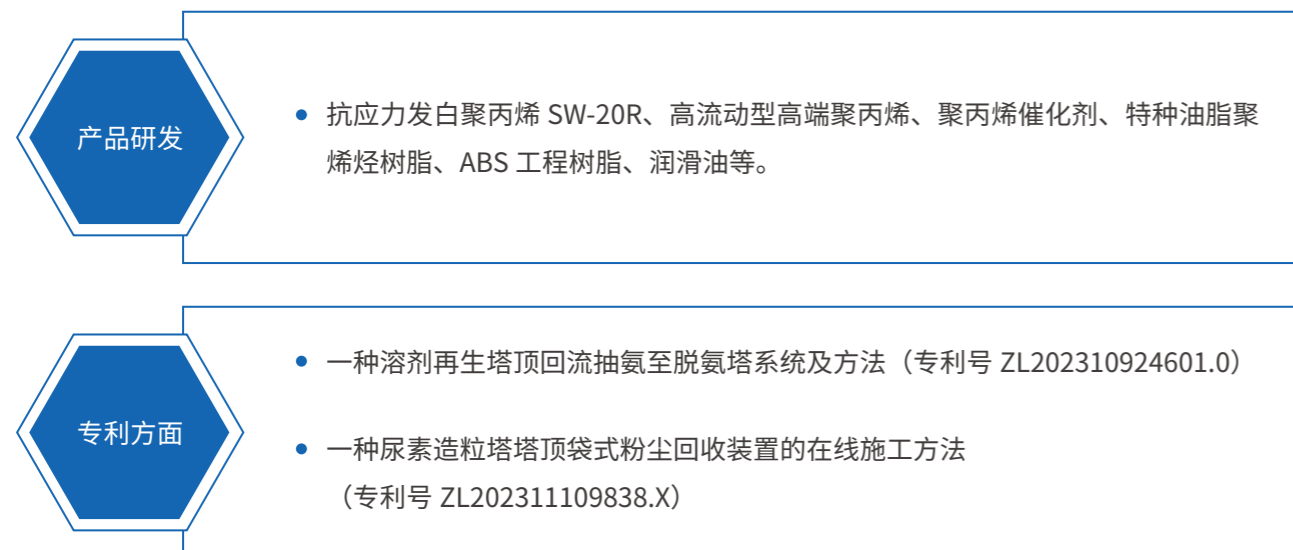 产品研发
抗应力发白聚丙烯 SW-20R、高流动型高端聚丙烯、聚丙烯催化剂、特种油脂聚
烯烃树脂、ABS 工程树脂、润滑油等。
专利方面
一种溶剂再生塔顶回流抽氨至脱氨塔系统及方法（专利号 ZL202310924601.0）
一种尿素造粒塔塔顶袋式粉尘回收装置的在线施工方法
（专利号 ZL202311109838.X）